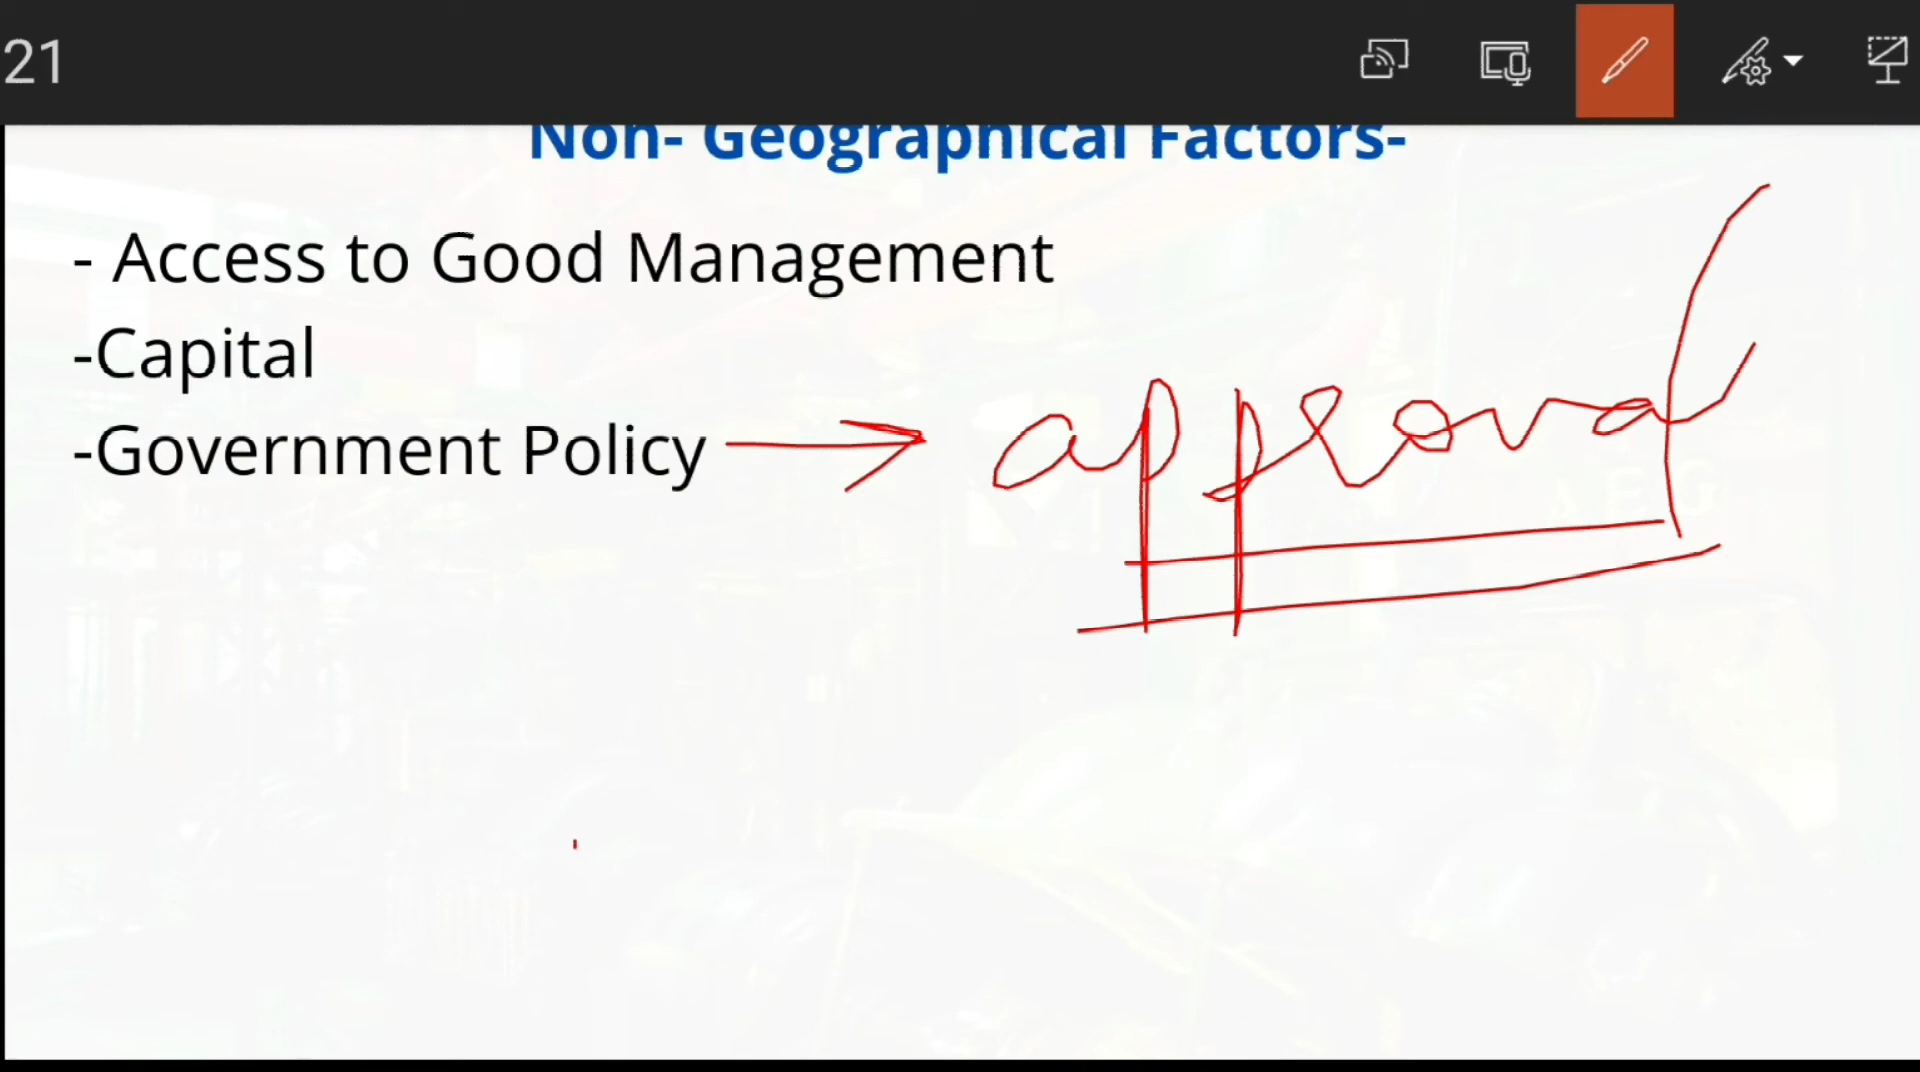 21
Non- Geographical Factors-
- Access to Good Management
-Capital
-Government Policy → approval